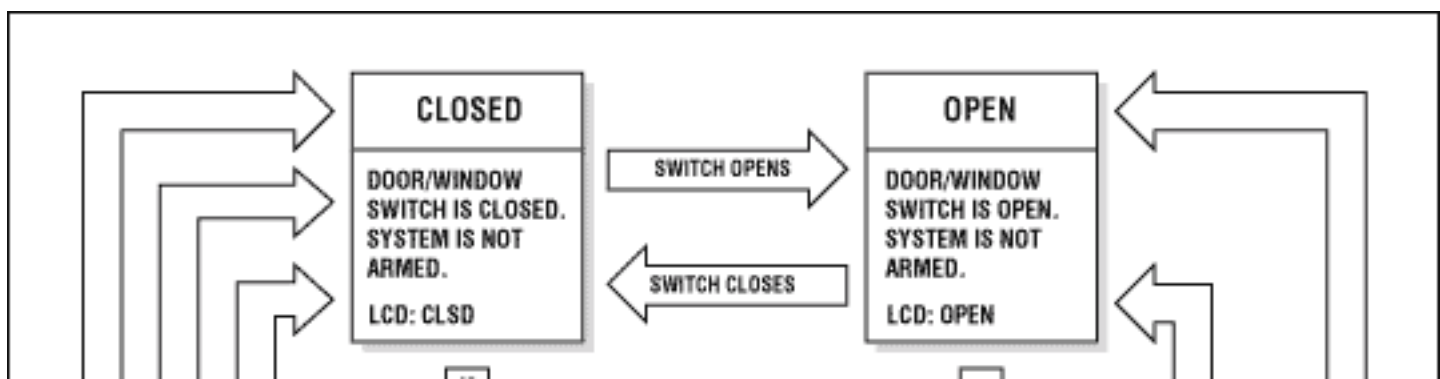 CLOSED
DOOR/WINDOW
SWITCH IS CLOSED.
SYSTEM IS NOT
ARMED.
LCD: CLSD
SWITCH OPENS
SWITCH CLOSES
OPEN
DOOR/WINDOW
SWITCH IS OPEN.
SYSTEM IS NOT
ARMED.
LCD: OPEN